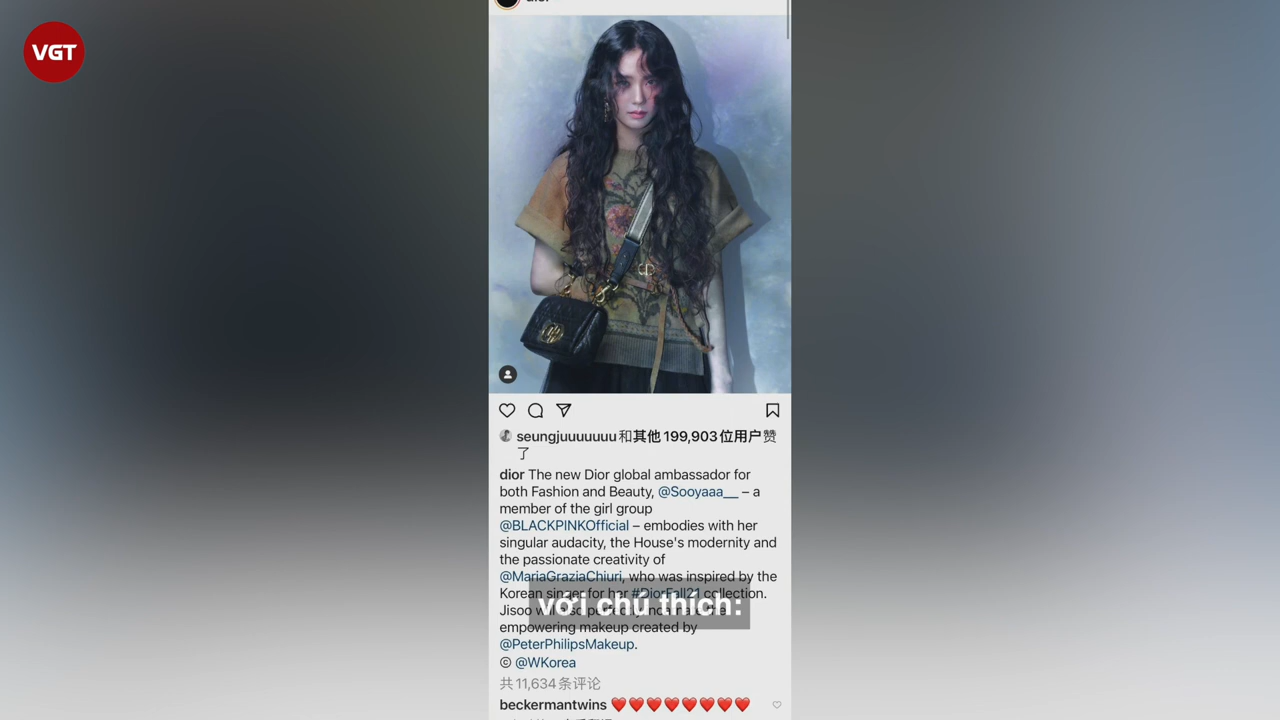 VGT
seungjuuuuuuu和其他 199,903 位用户赞
了
dior The new Dior global ambassador for
both Fashion and Beauty, @Sooyaaa__ – a
member of the girl group
@BLACKPINKOfficial – embodies with her
singular audacity, the House's modernity and
the passionate creativity of
@MariaGraziaChiuri, who was inspired by the
Korean singer for her #DiorFall21 collection.
với chú thích:
Jisoo
empowering makeup created by
@PeterPhilipsMakeup.
© @WKorea
共 11,634 条评论
beckermantwins ❤️❤️❤️❤️❤️❤️❤️❤️